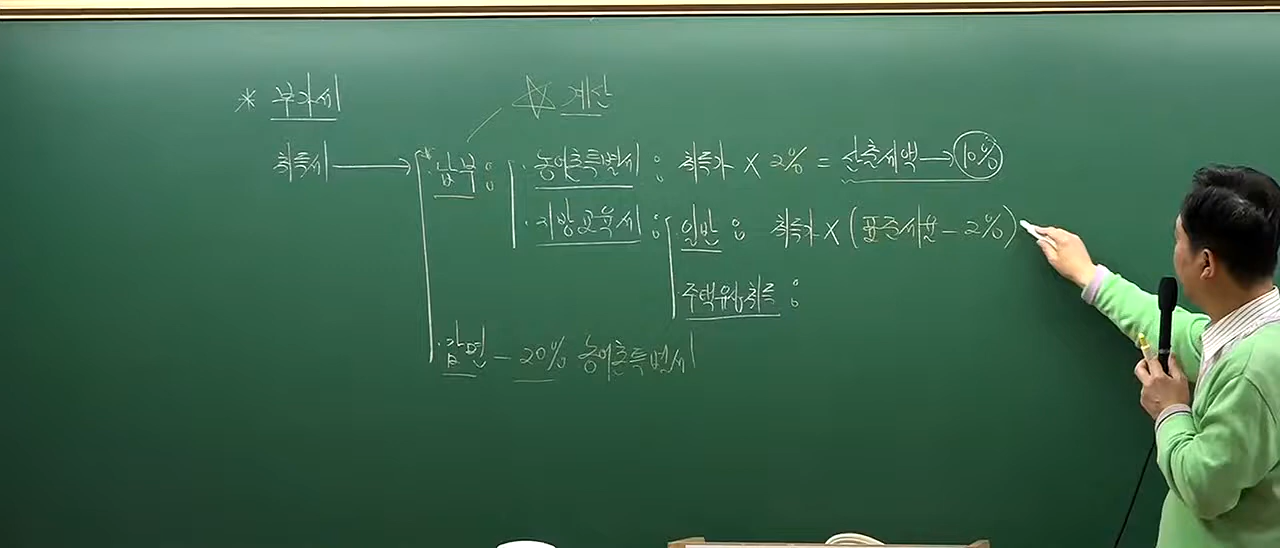 * 부가세
☆ 계산
취득세 → 납부 : · 농어촌특별세 : 취득가 X 2% = 산출세액 → 10%
· 지방교육세 : 일반 : 취득가 X (표준세율 - 2%)
주택유상취득 :
· 감면 - 20% 농어촌특별세